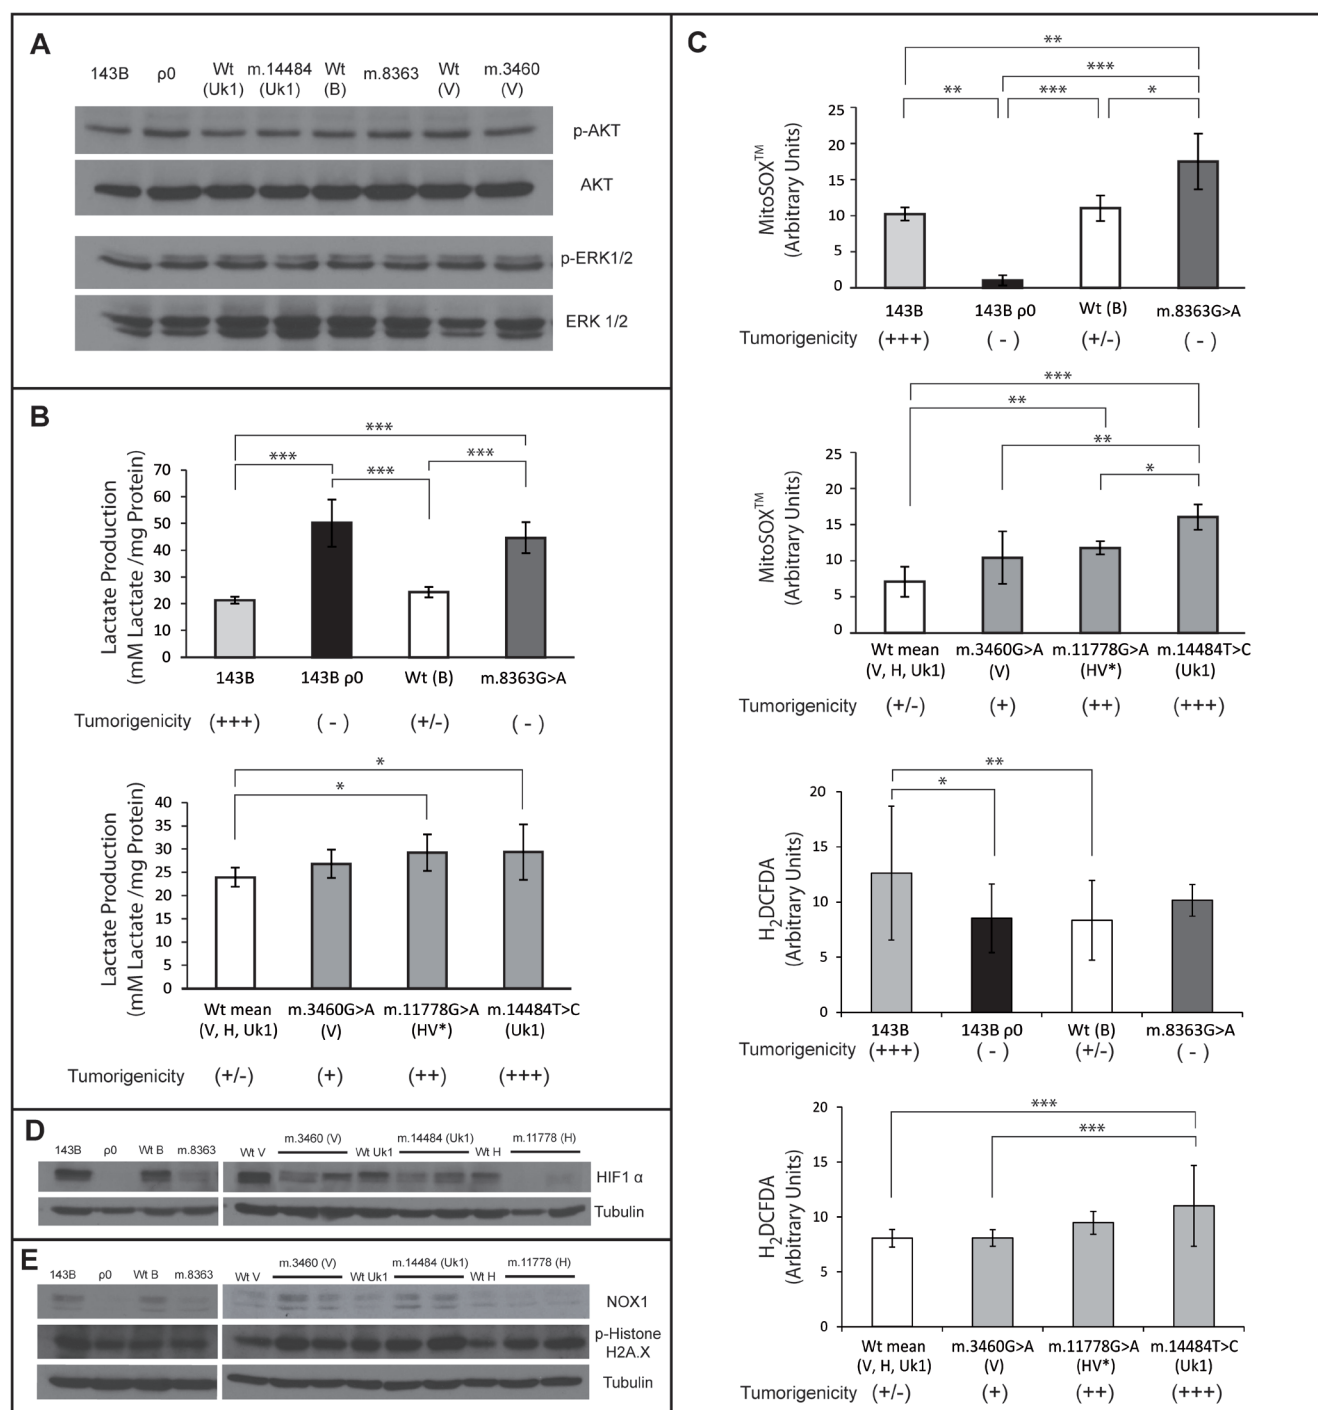 A
143B ρ0 Wt m.14484 Wt m.8363 Wt m.3460
(Uk1) (Uk1) (B) (V) (V)
p-AKT
AKT
p-ERK1/2
ERK 1/2
B
***
*** *** ***
Lactate Production
(mM Lactate /mg Protein)
70
60
50
40
30
20
10
0
143B 143B ρ0 Wt (B) m.8363G>A
Tumorigenicity (+++) ( - ) (+/-) ( - )
*
*
Lactate Production
(mM Lactate /mg Protein)
40
35
30
25
20
15
10
5
0
Wt mean m.3460G>A m.11778G>A m.14484T>C
(V, H, Uk1) (V) (HV*) (Uk1)
Tumorigenicity (+/-) (+) (++) (+++)
C
**
***
** *** *
MitoSOX™
(Arbitrary Units)
25
20
15
10
5
0
143B 143B ρ0 Wt (B) m.8363G>A
Tumorigenicity (+++) ( - ) (+/-) ( - )
***
**
**
*
MitoSOX™
(Arbitrary Units)
25
20
15
10
5
0
Wt mean m.3460G>A m.11778G>A m.14484T>C
(V, H, Uk1) (V) (HV*) (Uk1)
Tumorigenicity (+/-) (+) (++) (+++)
**
*
H2DCFDA
(Arbitrary Units)
20
15
10
5
0
143B 143B ρ0 Wt (B) m.8363G>A
Tumorigenicity (+++) ( - ) (+/-) ( - )
***
***
H2DCFDA
(Arbitrary Units)
20
15
10
5
0
Wt mean m.3460G>A m.11778G>A m.14484T>C
(V, H, Uk1) (V) (HV*) (Uk1)
Tumorigenicity (+/-) (+) (++) (+++)
D
143B ρ0 Wt B m.8363 Wt V m.3460 (V) Wt Uk1 m.14484 (Uk1) Wt H m.11778 (H)
HIF1 α
Tubulin
E
143B ρ0 Wt B m.8363 Wt V m.3460 (V) Wt Uk1 m.14484 (Uk1) Wt H m.11778 (H)
NOX1
p-Histone
H2A.X
Tubulin